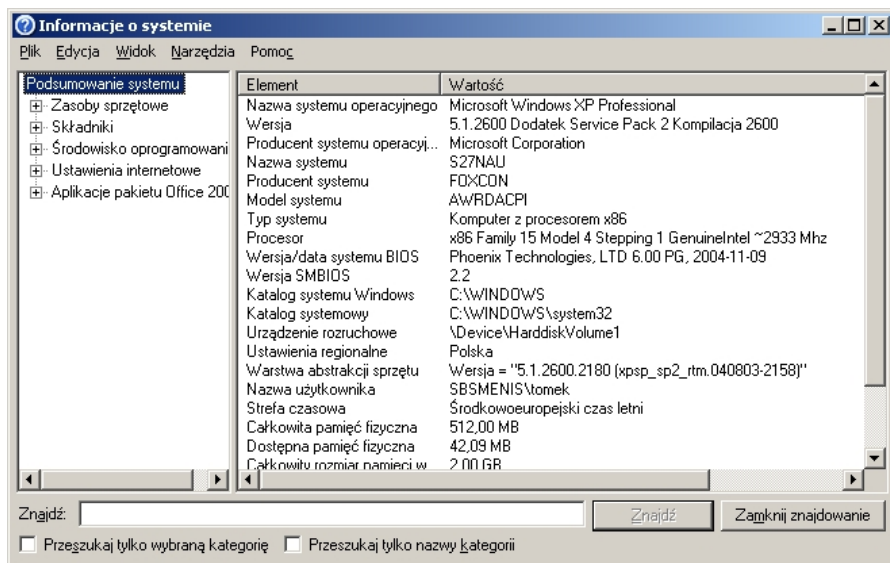 Informacje o systemie
Plik Edycja Widok Narzędzia Pomoc
Podsumowanie systemu
Zasoby sprzętowe
Składniki
Środowisko oprogramowani
Ustawienia internetowe
Aplikacje pakietu Office 200
Element Wartość
Nazwa systemu operacyjnego Microsoft Windows XP Professional
Wersja 5.1.2600 Dodatek Service Pack 2 Kompilacja 2600
Producent systemu operacyj... Microsoft Corporation
Nazwa systemu S27NAU
Producent systemu FOXCON
Model systemu AWRDACPI
Typ systemu Komputer z procesorem x86
Procesor x86 Family 15 Model 4 Stepping 1 GenuineIntel ~2933 Mhz
Wersja/data systemu BIOS Phoenix Technologies, LTD 6.00 PG, 2004-11-09
Wersja SMBIOS 2.2
Katalog systemu Windows C:\WINDOWS
Katalog systemowy C:\WINDOWS\system32
Urządzenie rozruchowe \Device\HarddiskVolume1
Ustawienia regionalne Polska
Warstwa abstrakcji sprzętu Wersja = "5.1.2600.2180 (xpsp_sp2_rtm.040803-2158)"
Nazwa użytkownika SBSMENIS\tomek
Strefa czasowa Środkowoeuropejski czas letni
Całkowita pamięć fizyczna 512,00 MB
Dostępna pamięć fizyczna 42,09 MB
Całkowity rozmiar pamięci w 2,00 GB
Znajdź: Znajdź Zamknij znajdowanie
Przeszukaj tylko wybraną kategorię Przeszukaj tylko nazwy kategorii